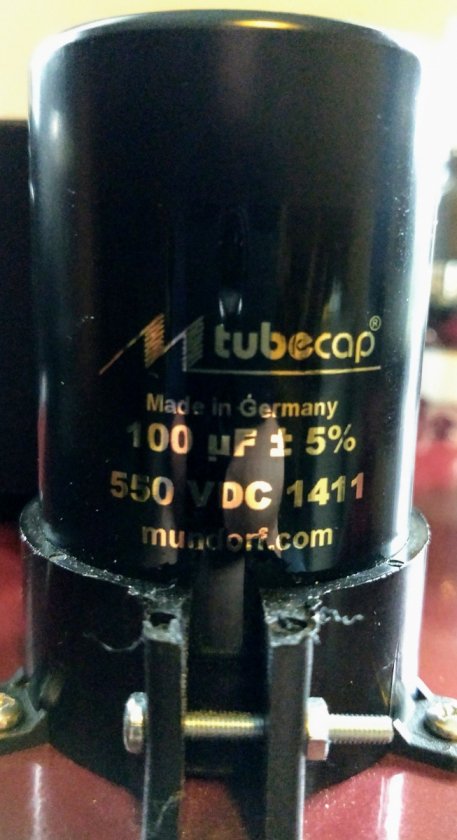 M tubecap®
Made in Germany
100 µF ± 5%
550 VDC 1411
mundorf.com